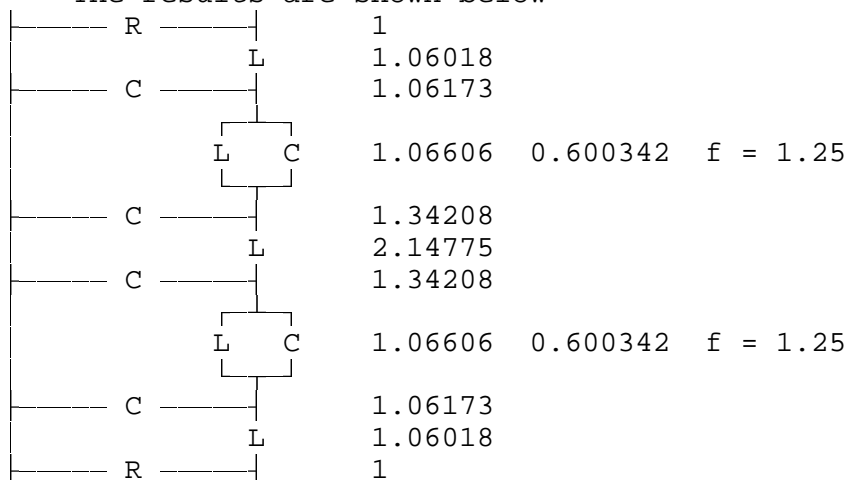 The results are shown below
R 1
L 1.06018
C 1.06173
L C 1.06606 0.600342 f = 1.25
C 1.34208
L 2.14775
C 1.34208
L C 1.06606 0.600342 f = 1.25
C 1.06173
L 1.06018
R 1